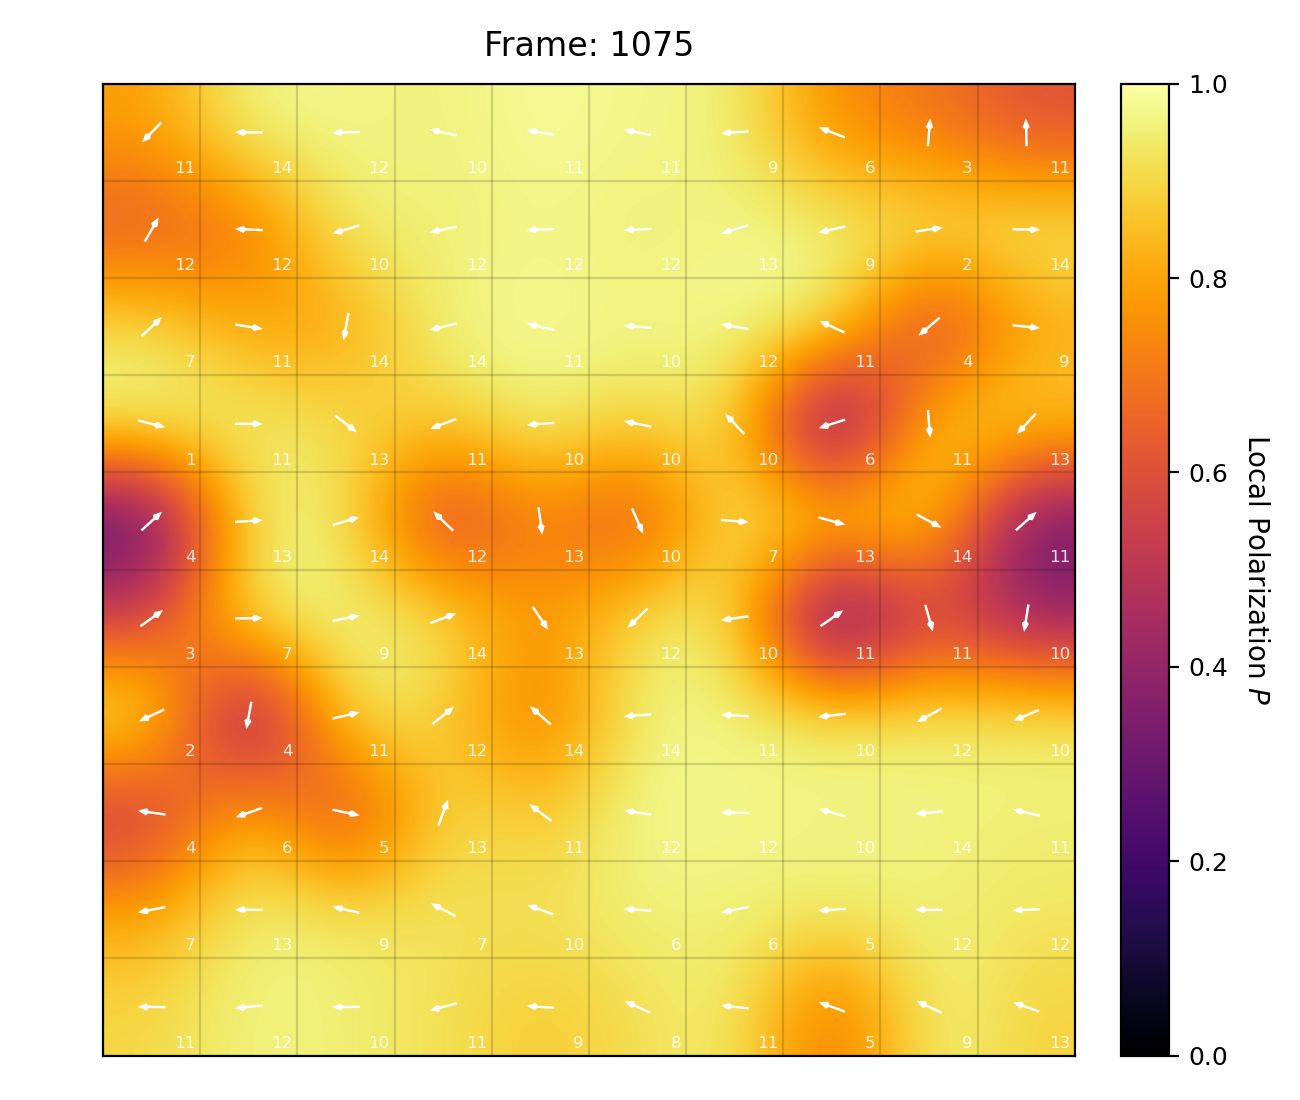 Frame: 1075
11 14 12 10 11 11 9 6 3 11
12 12 10 12 12 12 13 9 2 14
7 11 14 14 11 10 12 11 4 9
1 11 13 11 10 10 10 6 11 13
4 13 14 12 13 10 7 13 14 11
3 7 9 14 13 12 10 11 11 10
2 4 11 12 14 14 11 10 12 10
4 6 5 13 11 12 12 10 14 11
7 13 9 7 10 6 6 5 12 12
11 12 10 11 9 8 11 5 9 13
1.0
0.8
0.6
0.4
0.2
0.0
Local Polarization P